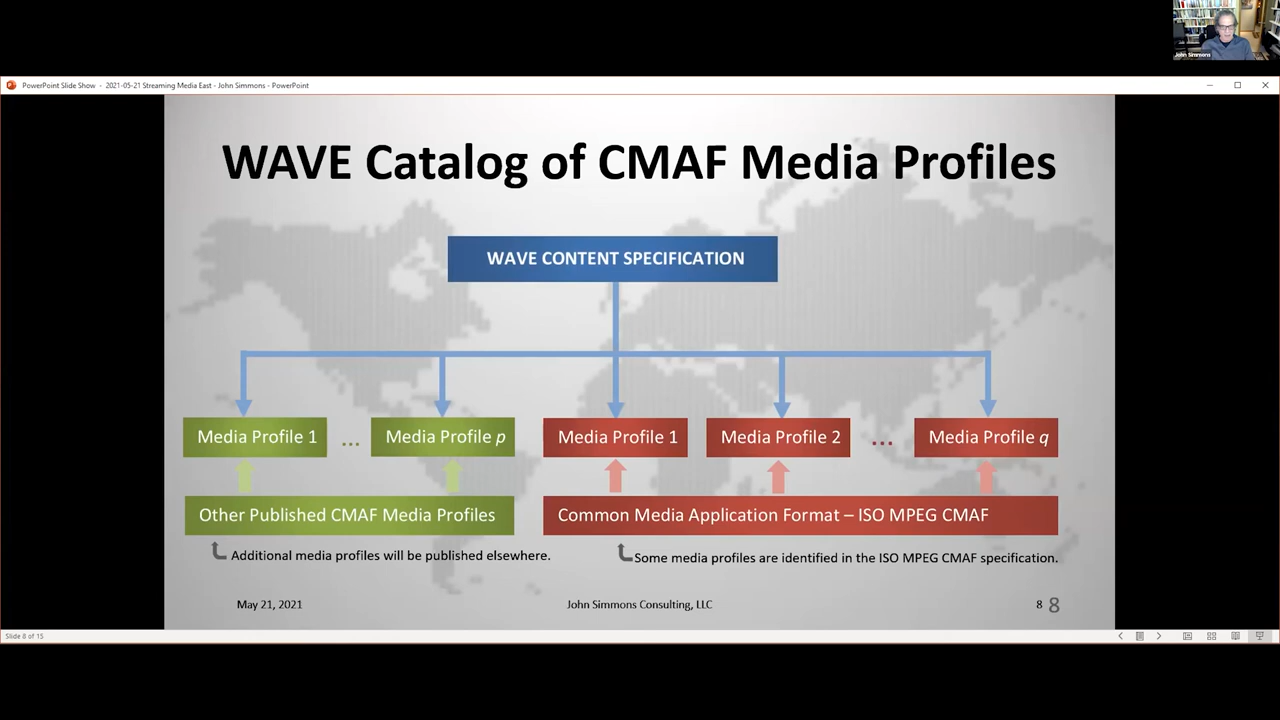 John Simmons
PowerPoint Slide Show - 2021-05-21 Streaming Media East - John Simmons - PowerPoint
WAVE Catalog of CMAF Media Profiles
WAVE CONTENT SPECIFICATION
Media Profile 1 ... Media Profile p Media Profile 1 Media Profile 2 ... Media Profile q
Other Published CMAF Media Profiles Common Media Application Format – ISO MPEG CMAF
Additional media profiles will be published elsewhere. Some media profiles are identified in the ISO MPEG CMAF specification.
May 21, 2021 John Simmons Consulting, LLC 8 8
Slide 8 of 15